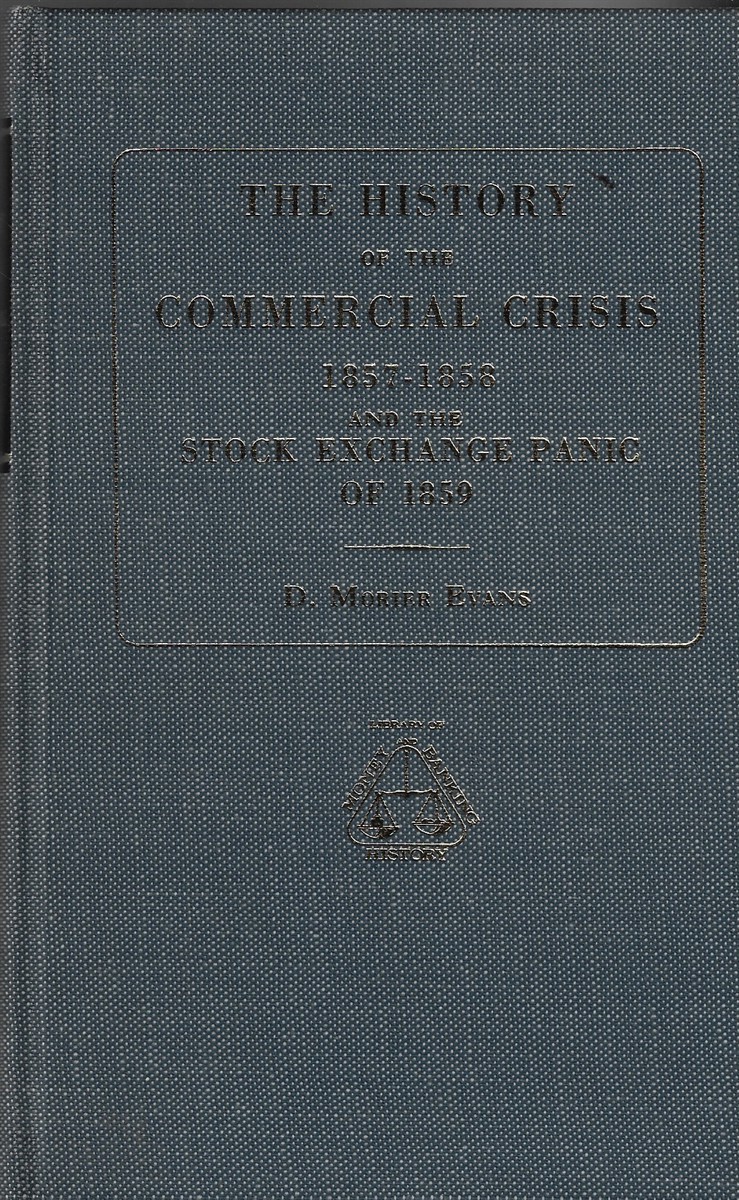 THE HISTORY
OF THE
COMMERCIAL CRISIS
1857-1858
AND THE
STOCK EXCHANGE PANIC
OF 1859
D. MORIER EVANS
LIBRARY OF
AND
MONEY BANKING
HISTORY